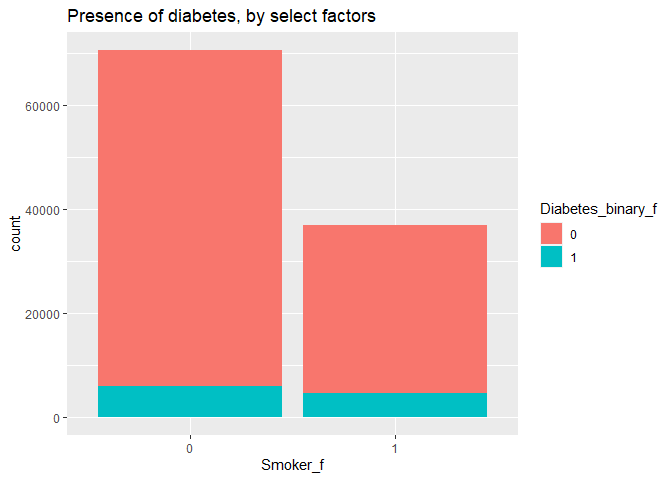 Presence of diabetes, by select factors
60000
40000
20000
0
count
0
1
Smoker_f
Diabetes_binary_f
0
1